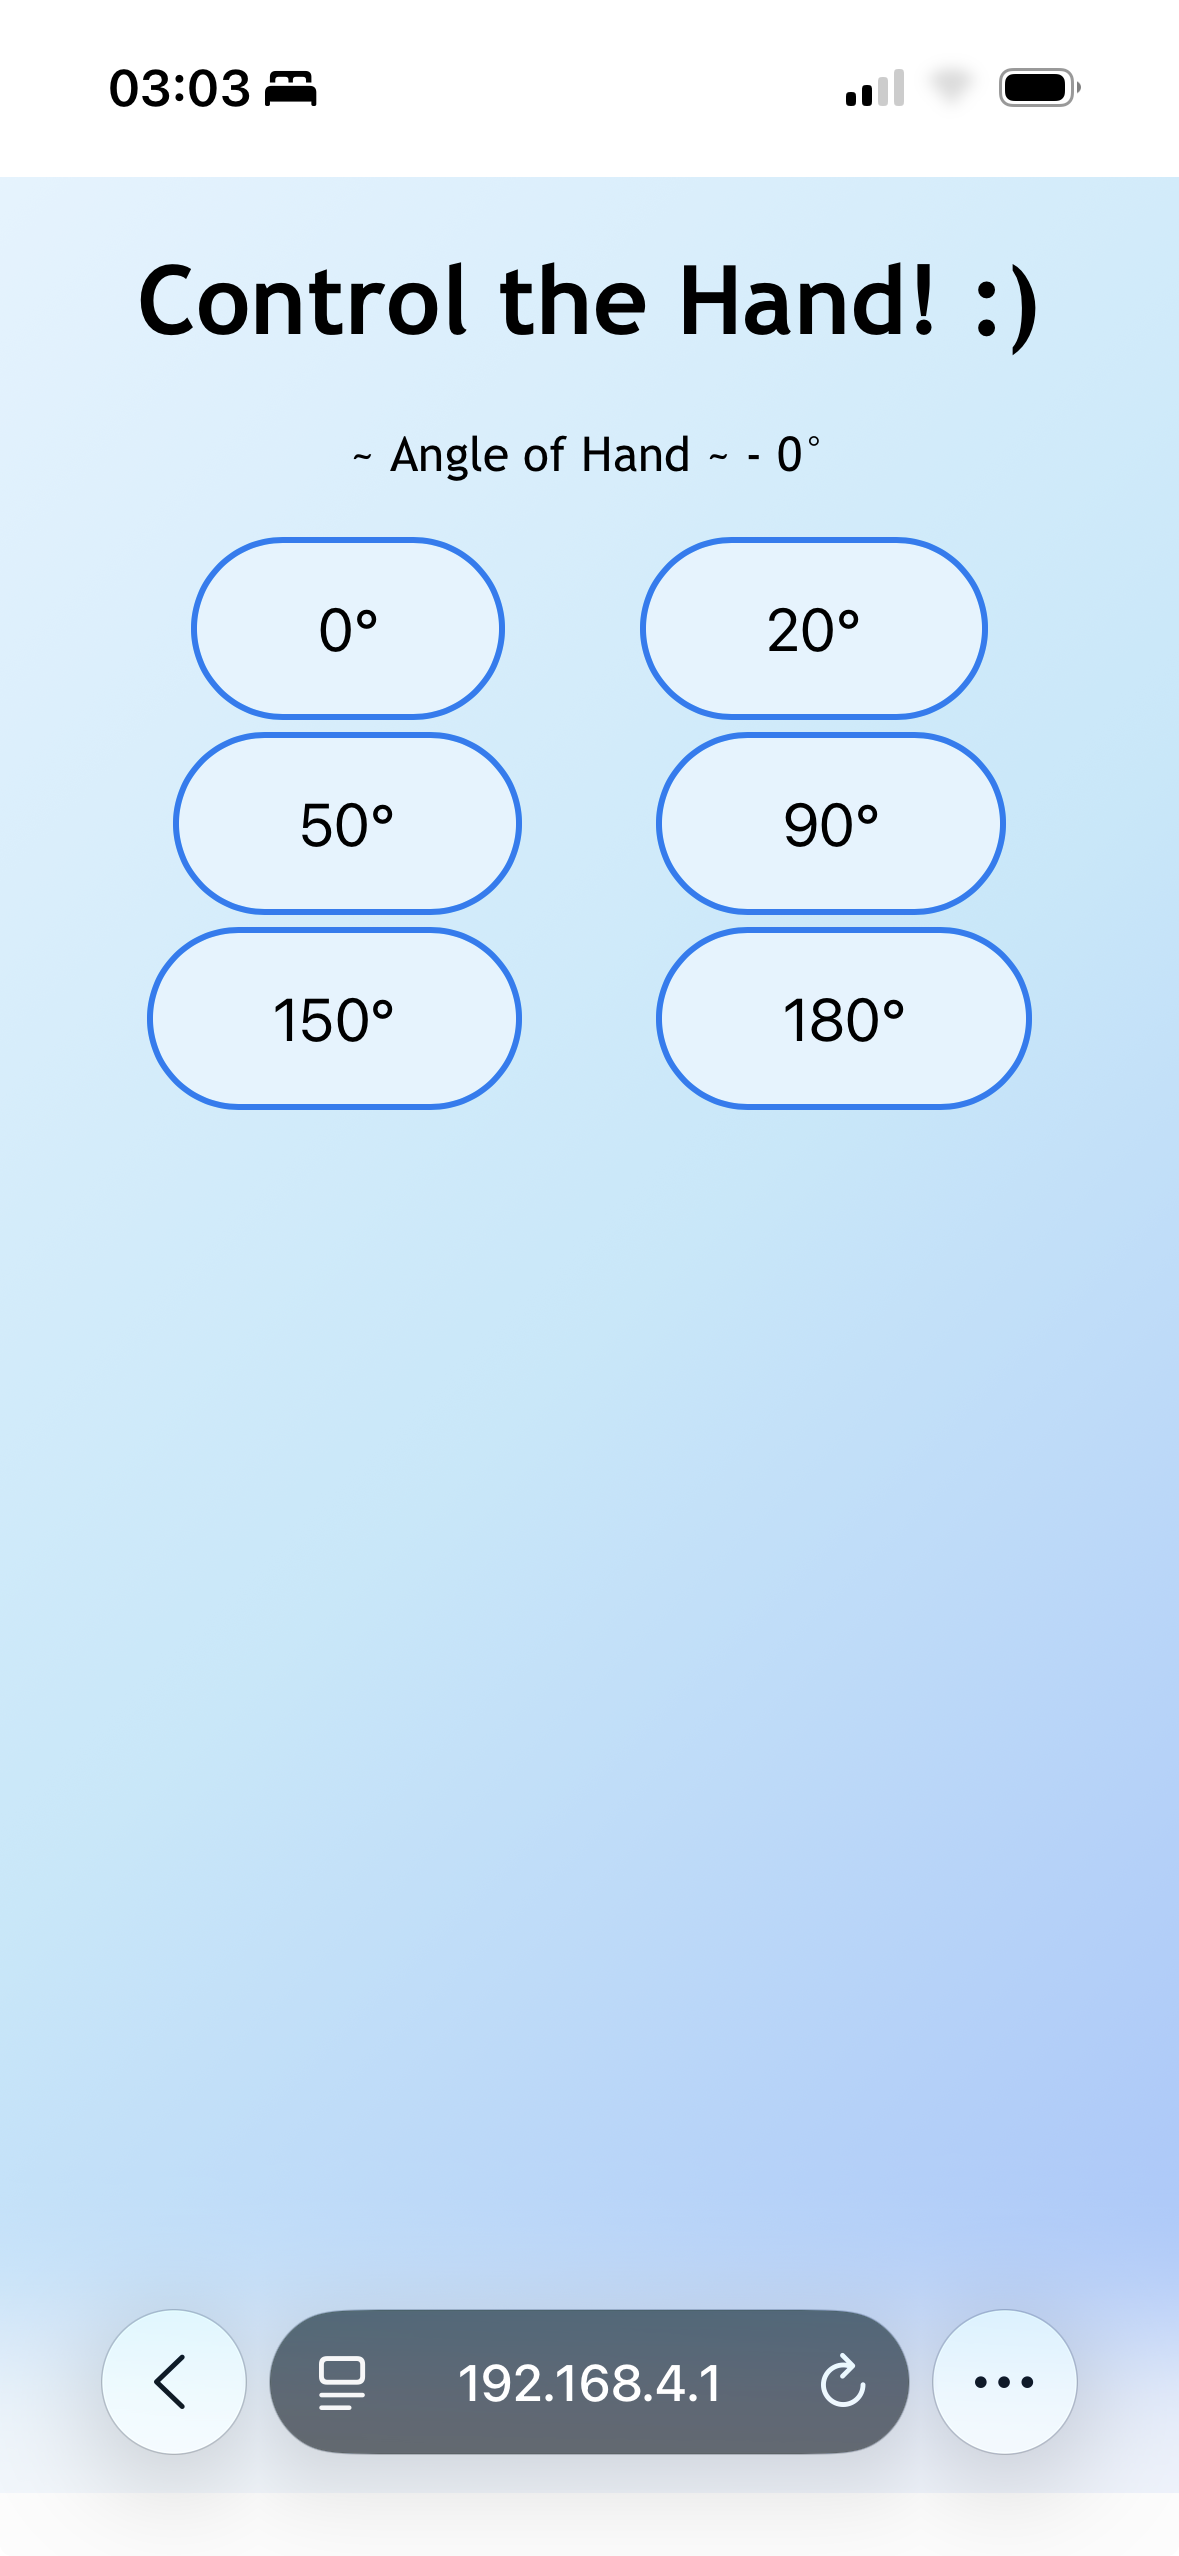 03:03
Control the Hand! :)
~ Angle of Hand ~ - 0°
0° 20°
50° 90°
150° 180°
192.168.4.1